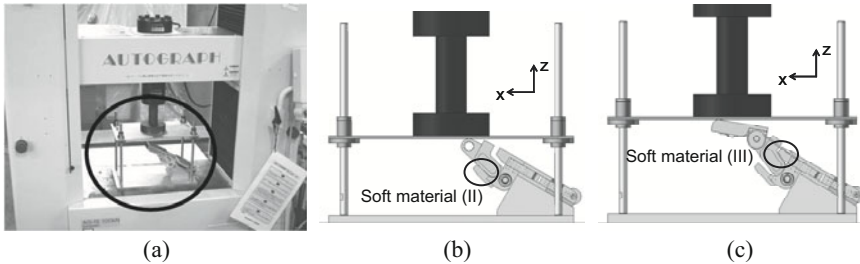 AUTOGRAPH
z
x
Soft material (II)
z
x
Soft material (III)
(a)
(b)
(c)